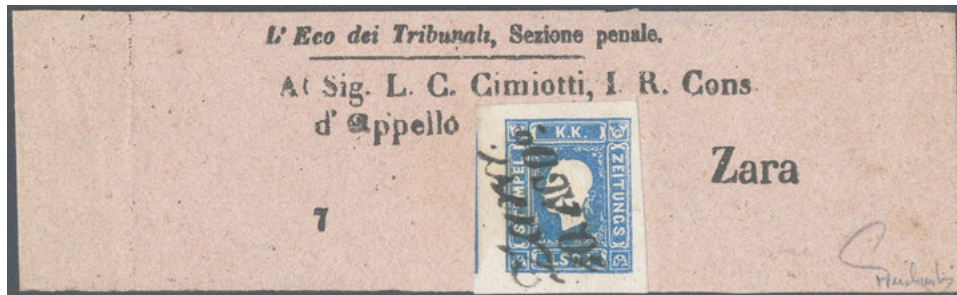 L' Eco dei Tribunali, Sezione penale.
Al Sig. L. C. Cimiotti, I. R. Cons
d' Appello
Zara
7
K.K.
ZEITUNGS
STEMPEL